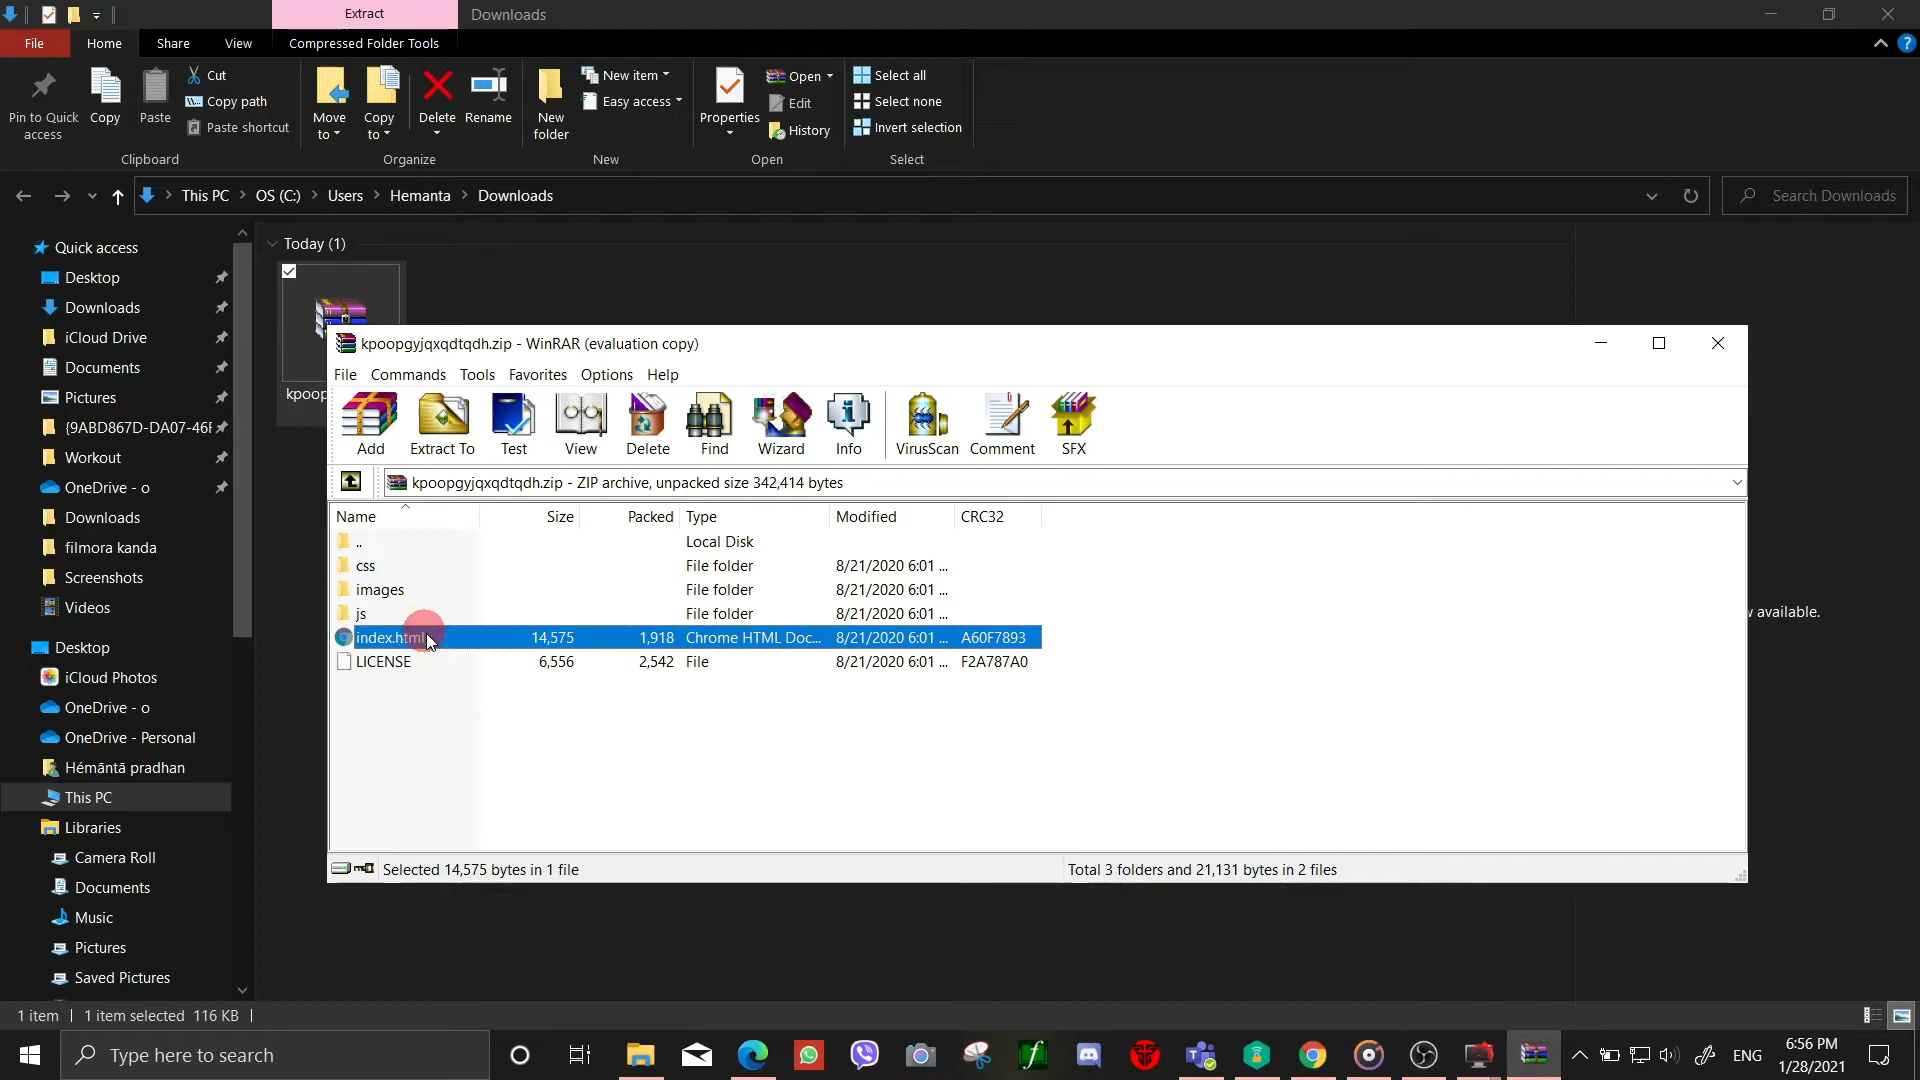 Extract
Downloads
File
Home
Share
View
Compressed Folder Tools
Pin to Quick access
Copy
Paste
Cut
Copy path
Paste shortcut
Clipboard
Move to
Copy to
Delete
Rename
Organize
New folder
New item
Easy access
New
Properties
Open
Edit
History
Open
Select all
Select none
Invert selection
Select
This PC > OS (C:) > Users > Hemanta > Downloads
Search Downloads
Quick access
Desktop
Downloads
iCloud Drive
Documents
Pictures
{9ABD867D-DA07-46F
Workout
OneDrive - o
Downloads
filmora kanda
Screenshots
Videos
Desktop
iCloud Photos
OneDrive - o
OneDrive - Personal
Hémāntā pradhan
This PC
Libraries
Camera Roll
Documents
Music
Pictures
Saved Pictures
Today (1)
kpoop
kpoopgyjqxqdtqdh.zip - WinRAR (evaluation copy)
File Commands Tools Favorites Options Help
Add Extract To Test View Delete Find Wizard Info VirusScan Comment SFX
kpoopgyjqxqdtqdh.zip - ZIP archive, unpacked size 342,414 bytes
Name Size Packed Type Modified CRC32
.. Local Disk
css File folder 8/21/2020 6:01 ...
images File folder 8/21/2020 6:01 ...
js File folder 8/21/2020 6:01 ...
index.html 14,575 1,918 Chrome HTML Doc... 8/21/2020 6:01 ... A60F7893
LICENSE 6,556 2,542 File 8/21/2020 6:01 ... F2A787A0
Selected 14,575 bytes in 1 file
Total 3 folders and 21,131 bytes in 2 files
available.
1 item | 1 item selected 116 KB |
Type here to search
ENG
6:56 PM
1/28/2021